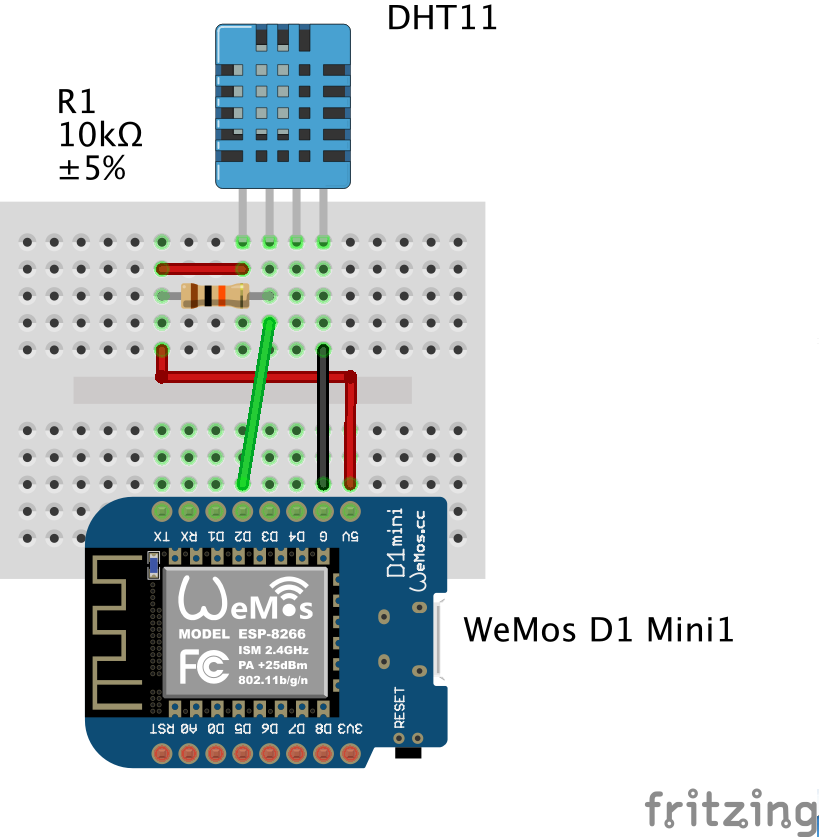 DHT11
R1
10kΩ
±5%
TX RX D1 D2 D3 D4 G 5V
D1mini
WeMos.cc
WeMos
MODEL ESP-8266
ISM 2.4GHz
PA +25dBm
802.11b/g/n
FC
WeMos D1 Mini1
RESET
RST A0 D0 D5 D6 D7 D8 3V3
fritzing